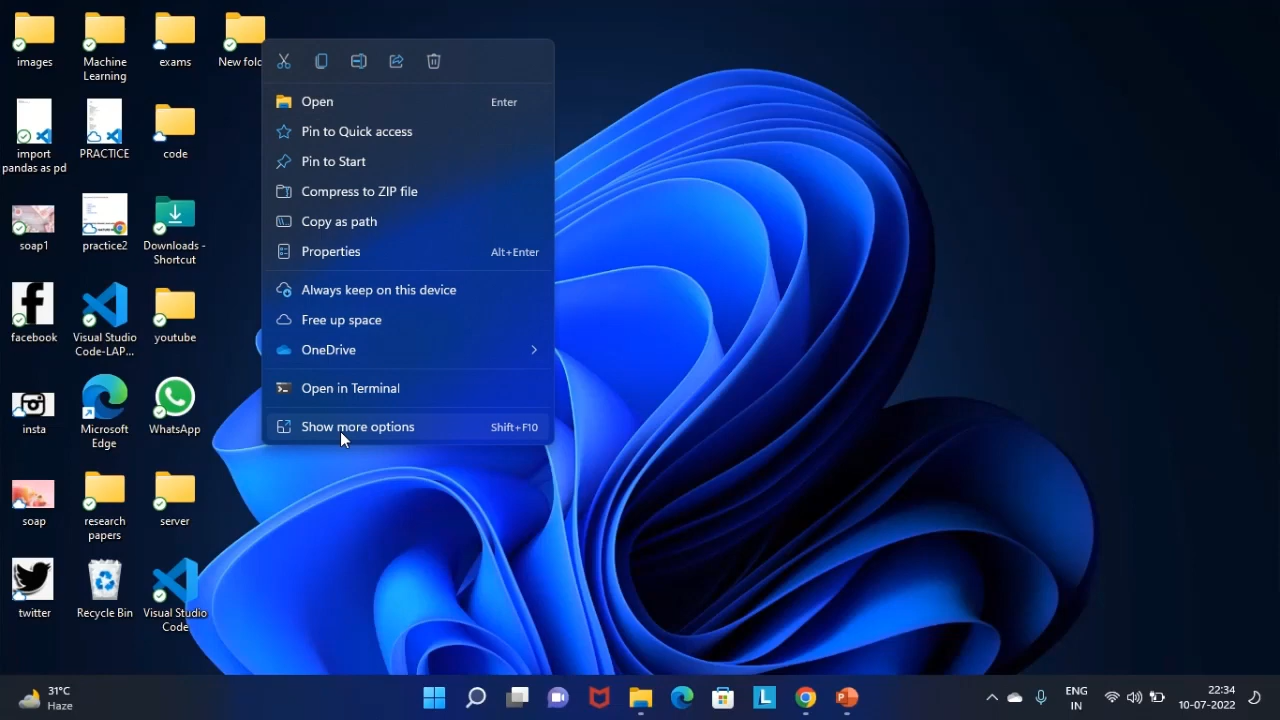 images
Machine
Learning
exams
New fold
import
pandas as pd
PRACTICE
code
soap1
practice2
Downloads -
Shortcut
facebook
Visual Studio
Code-LAP...
youtube
insta
Microsoft
Edge
WhatsApp
soap
research
papers
server
twitter
Recycle Bin
Visual Studio
Code
Open Enter
Pin to Quick access
Pin to Start
Compress to ZIP file
Copy as path
Properties Alt+Enter
Always keep on this device
Free up space
OneDrive
Open in Terminal
Show more options Shift+F10
31°C
Haze
ENG
IN
22:34
10-07-2022